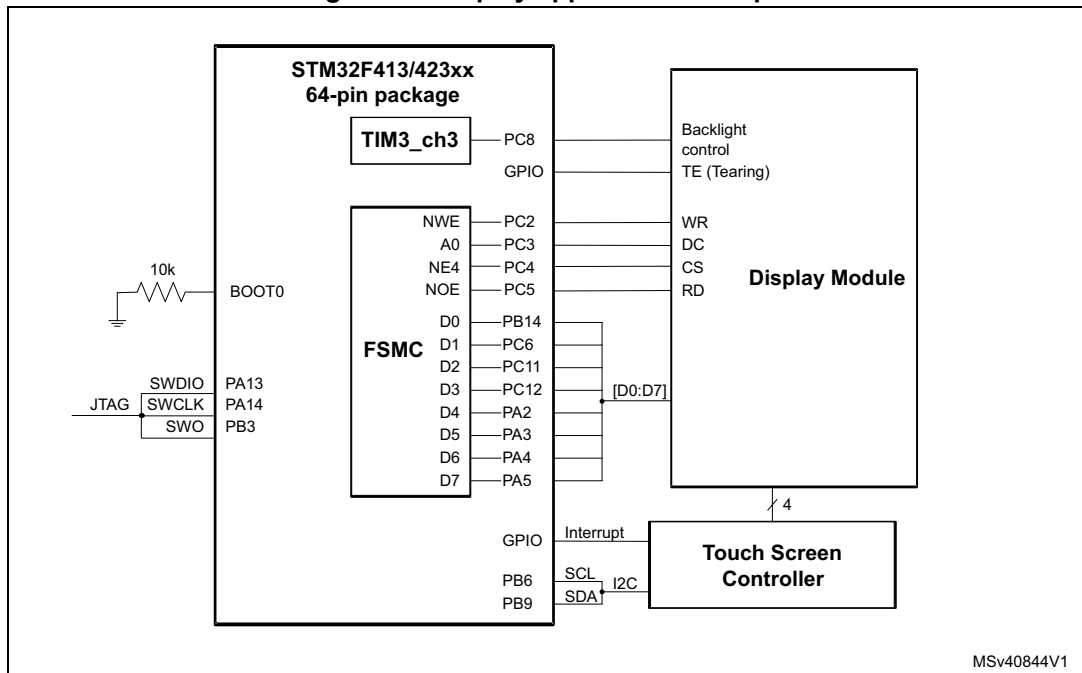 STM32F413/423xx
64-pin package
TIM3_ch3
PC8
Backlight
control
GPIO
TE (Tearing)
NWE
PC2
WR
A0
PC3
DC
NE4
PC4
CS
NOE
PC5
RD
Display Module
10k
BOOT0
FSMC
D0
PB14
D1
PC6
D2
PC11
D3
PC12
D4
PA2
D5
PA3
D6
PA4
D7
PA5
[D0:D7]
JTAG
SWDIO
PA13
SWCLK
PA14
SWO
PB3
4
GPIO
Interrupt
Touch Screen
Controller
PB6
SCL
PB9
SDA
I2C
MSv40844V1